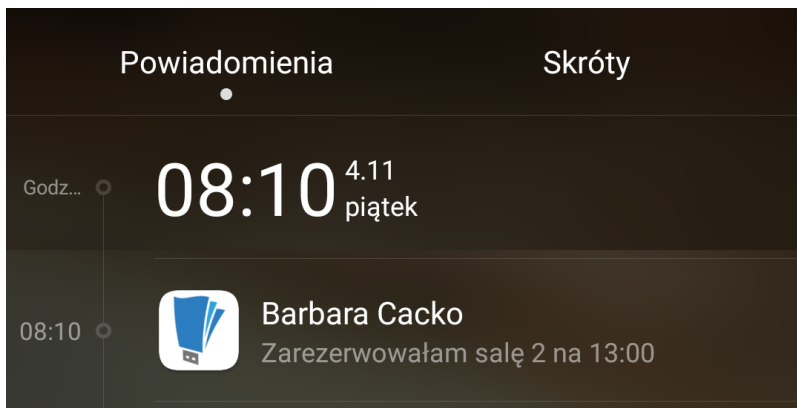 Powiadomienia Skróty
Godz...
08:10
4.11
piątek
08:10
Barbara Cacko
Zarezerwowałam salę 2 na 13:00